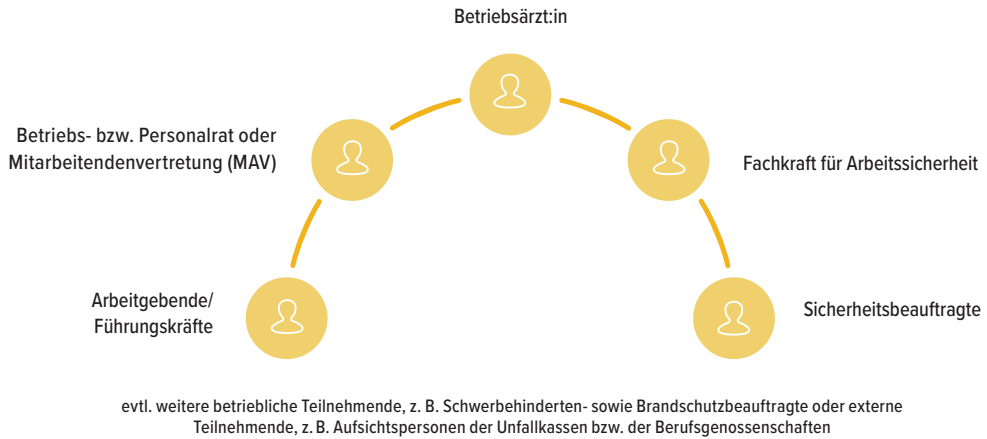 Betriebsärzt:in
Betriebs- bzw. Personalrat oder
Mitarbeitendenvertretung (MAV)
Fachkraft für Arbeitssicherheit
Arbeitgebende/
Führungskräfte
Sicherheitsbeauftragte
evtl. weitere betriebliche Teilnehmende, z. B. Schwerbehinderten- sowie Brandschutzbeauftragte oder externe
Teilnehmende, z. B. Aufsichtspersonen der Unfallkassen bzw. der Berufsgenossenschaften